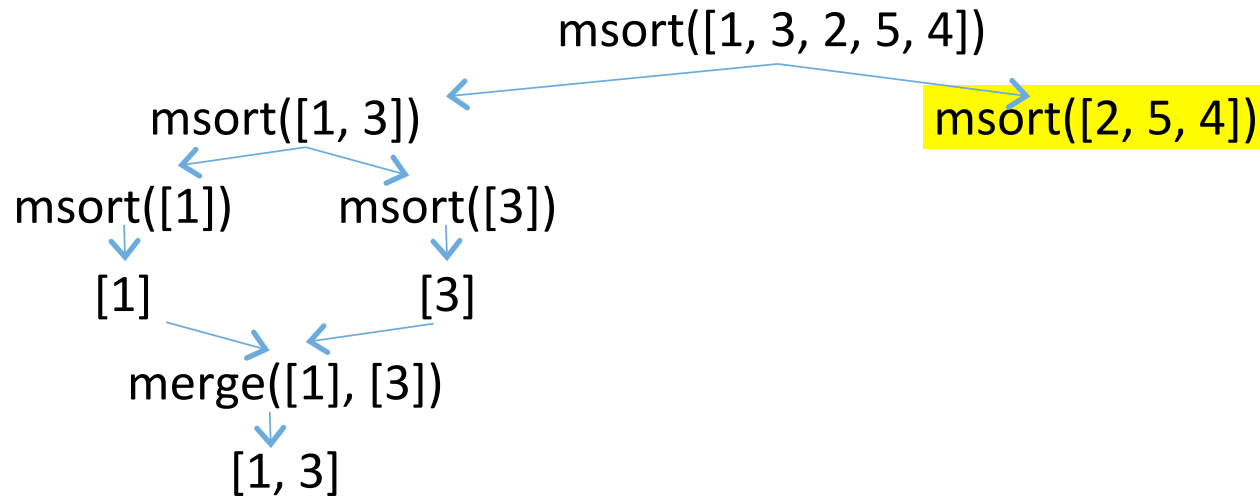 msort([1, 3, 2, 5, 4])
msort([1, 3])
msort([2, 5, 4])
msort([1])
msort([3])
[1]
[3]
merge([1], [3])
[1, 3]